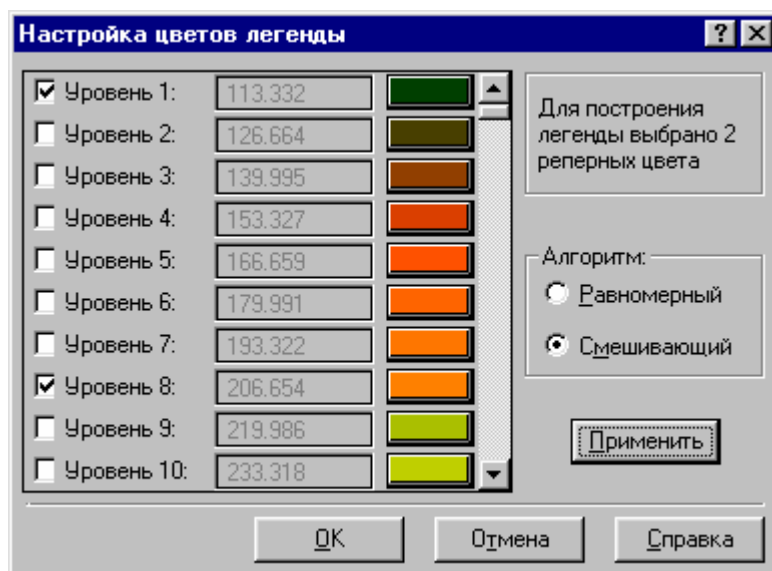 Настройка цветов легенды
Уровень 1: 113.332
Уровень 2: 126.664
Уровень 3: 139.995
Уровень 4: 153.327
Уровень 5: 166.659
Уровень 6: 179.991
Уровень 7: 193.322
Уровень 8: 206.654
Уровень 9: 219.986
Уровень 10: 233.318
Для построения
легенды выбрано 2
реперных цвета
Алгоритм:
Равномерный
Смешивающий
Применить
OK Отмена Справка